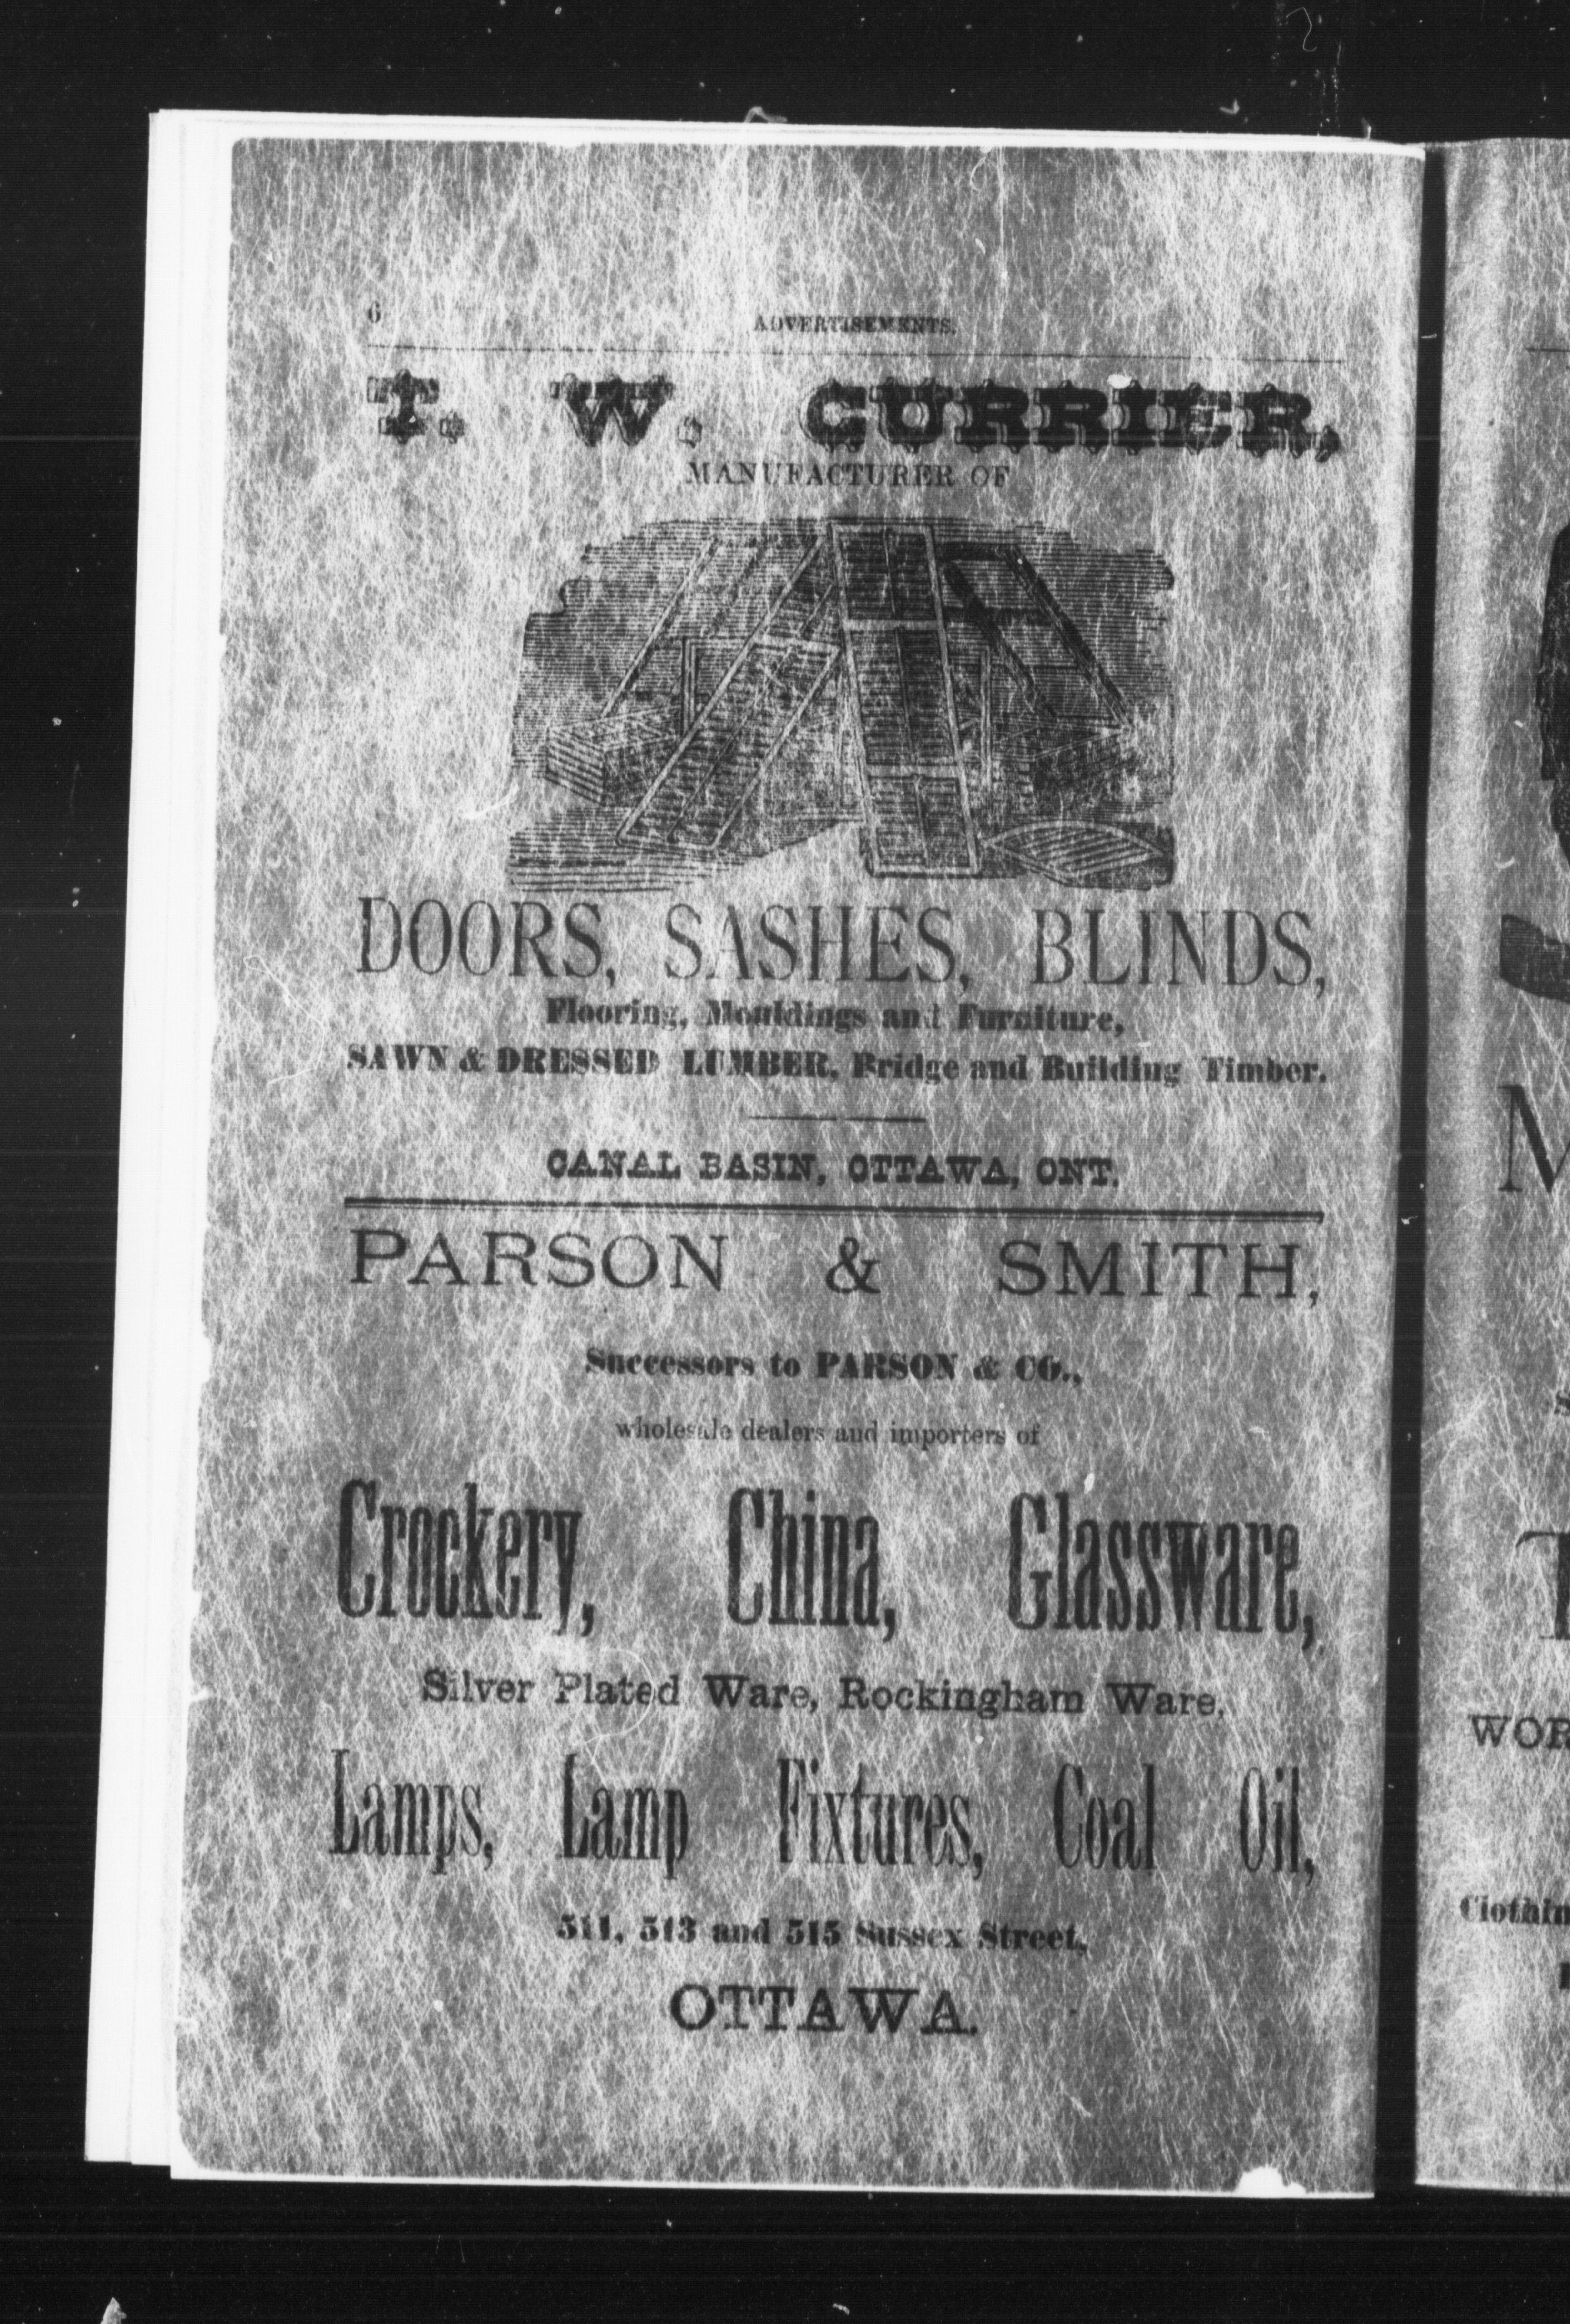 6
ADVERTISEMENTS.
T. W. CURRIER,
MANUFACTURER OF
DOORS, SASHES, BLINDS,
Flooring, Mouldings and Furniture,
SAWN & DRESSED LUMBER, Bridge and Building Timber.
CANAL BASIN, OTTAWA, ONT.
PARSON & SMITH,
Successors to PARSON & CO.,
wholesale dealers and importers of
Crockery, China, Glassware,
Silver Plated Ware, Rockingham Ware,
Lamps, Lamp Fixtures, Coal Oil,
511, 513 and 515 Sussex Street,
OTTAWA.
M
WOR
Clothin